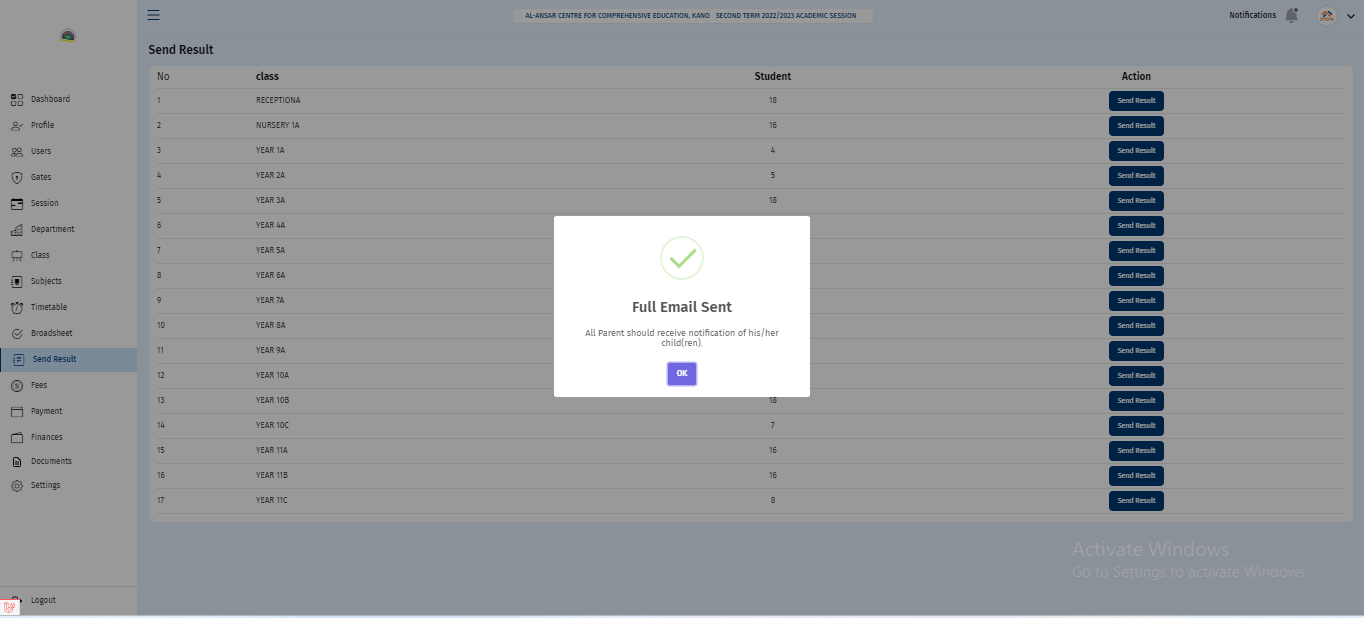 AL-ANSAR CENTRE FOR COMPREHENSIVE EDUCATION, KANO SECOND TERM 2022/2023 ACADEMIC SESSION
Notifications
Dashboard
Profile
Users
Gates
Session
Department
Class
Subjects
Timetable
Broadsheet
Send Result
Fees
Payment
Finances
Documents
Settings
Logout
Send Result
No class Student Action
1 RECEPTIONA 18 Send Result
2 NURSERY 1A 16 Send Result
3 YEAR 1A 4 Send Result
4 YEAR 2A 5 Send Result
5 YEAR 3A 18 Send Result
6 YEAR 4A Send Result
7 YEAR 5A Send Result
8 YEAR 6A Send Result
9 YEAR 7A Send Result
10 YEAR 8A Send Result
11 YEAR 9A Send Result
12 YEAR 10A Send Result
13 YEAR 10B 18 Send Result
14 YEAR 10C 7 Send Result
15 YEAR 11A 16 Send Result
16 YEAR 11B 16 Send Result
17 YEAR 11C 8 Send Result
Full Email Sent
All Parent should receive notification of his/her
child(ren).
OK
Activate Windows
Go to Settings to activate Windows.